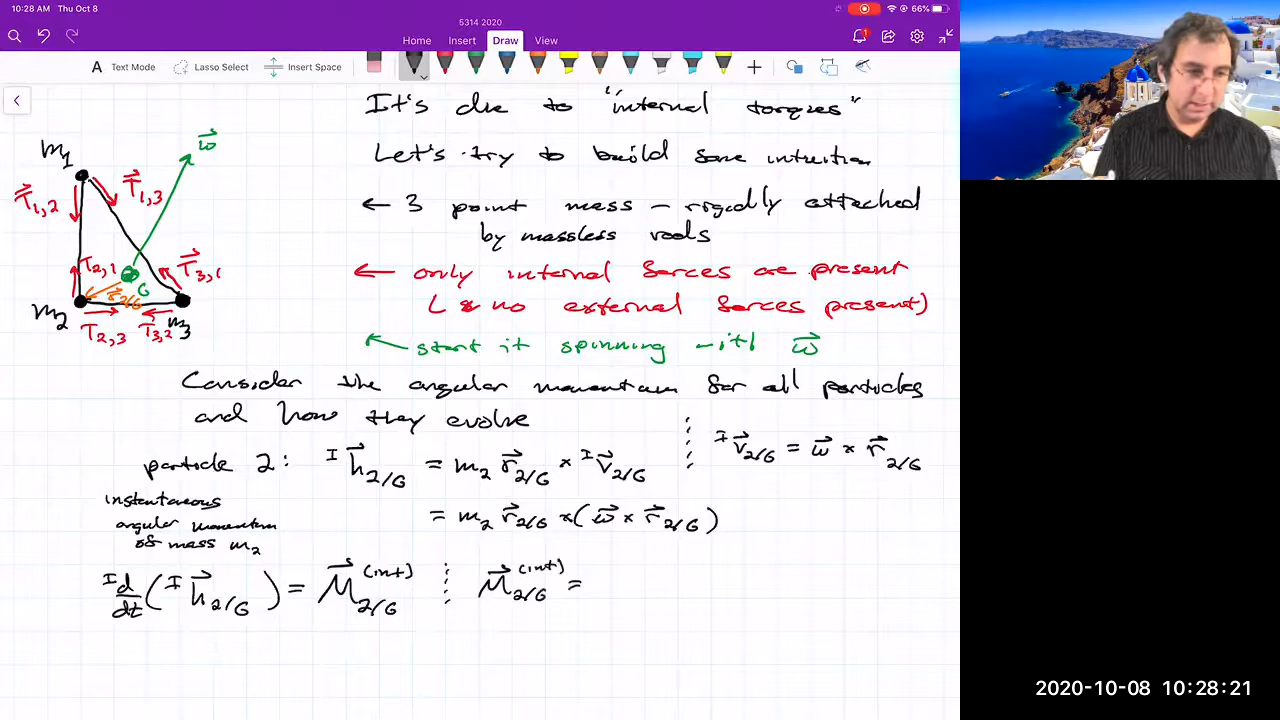 10:28 AM Thu Oct 8
66%
5314 2020
Home Insert Draw View
1
A Text Mode Lasso Select Insert Space
It's due to "internal torques"
Let's try to build some intuition
← 3 point mass – rigidly attached
by massless rods
← only internal forces are present
(& no external forces present)
← start it spinning with ω⃗
m₁
ω⃗
T⃗₁,₂
T⃗₁,₃
T₂,₁
T⃗₃,₁
G
r⃗₂/G
m₂
T₂,₃
T⃗₃,₂
m₃
Consider the angular momentum for all particles
and how they evolve
particle 2: ᴵh⃗₂/G = m₂ r⃗₂/G × ᴵv⃗₂/G
ᴵv⃗₂/G = ω⃗ × r⃗₂/G
instantaneous
angular momentum
of mass m₂
= m₂ r⃗₂/G × (ω⃗ × r⃗₂/G)
ᴵd/dt (ᴵh⃗₂/G) = M⃗₂/G⁽ⁱⁿᵗ⁾ ⋮ M⃗₂/G⁽ⁱⁿᵗ⁾ =
2020-10-08 10:28:21